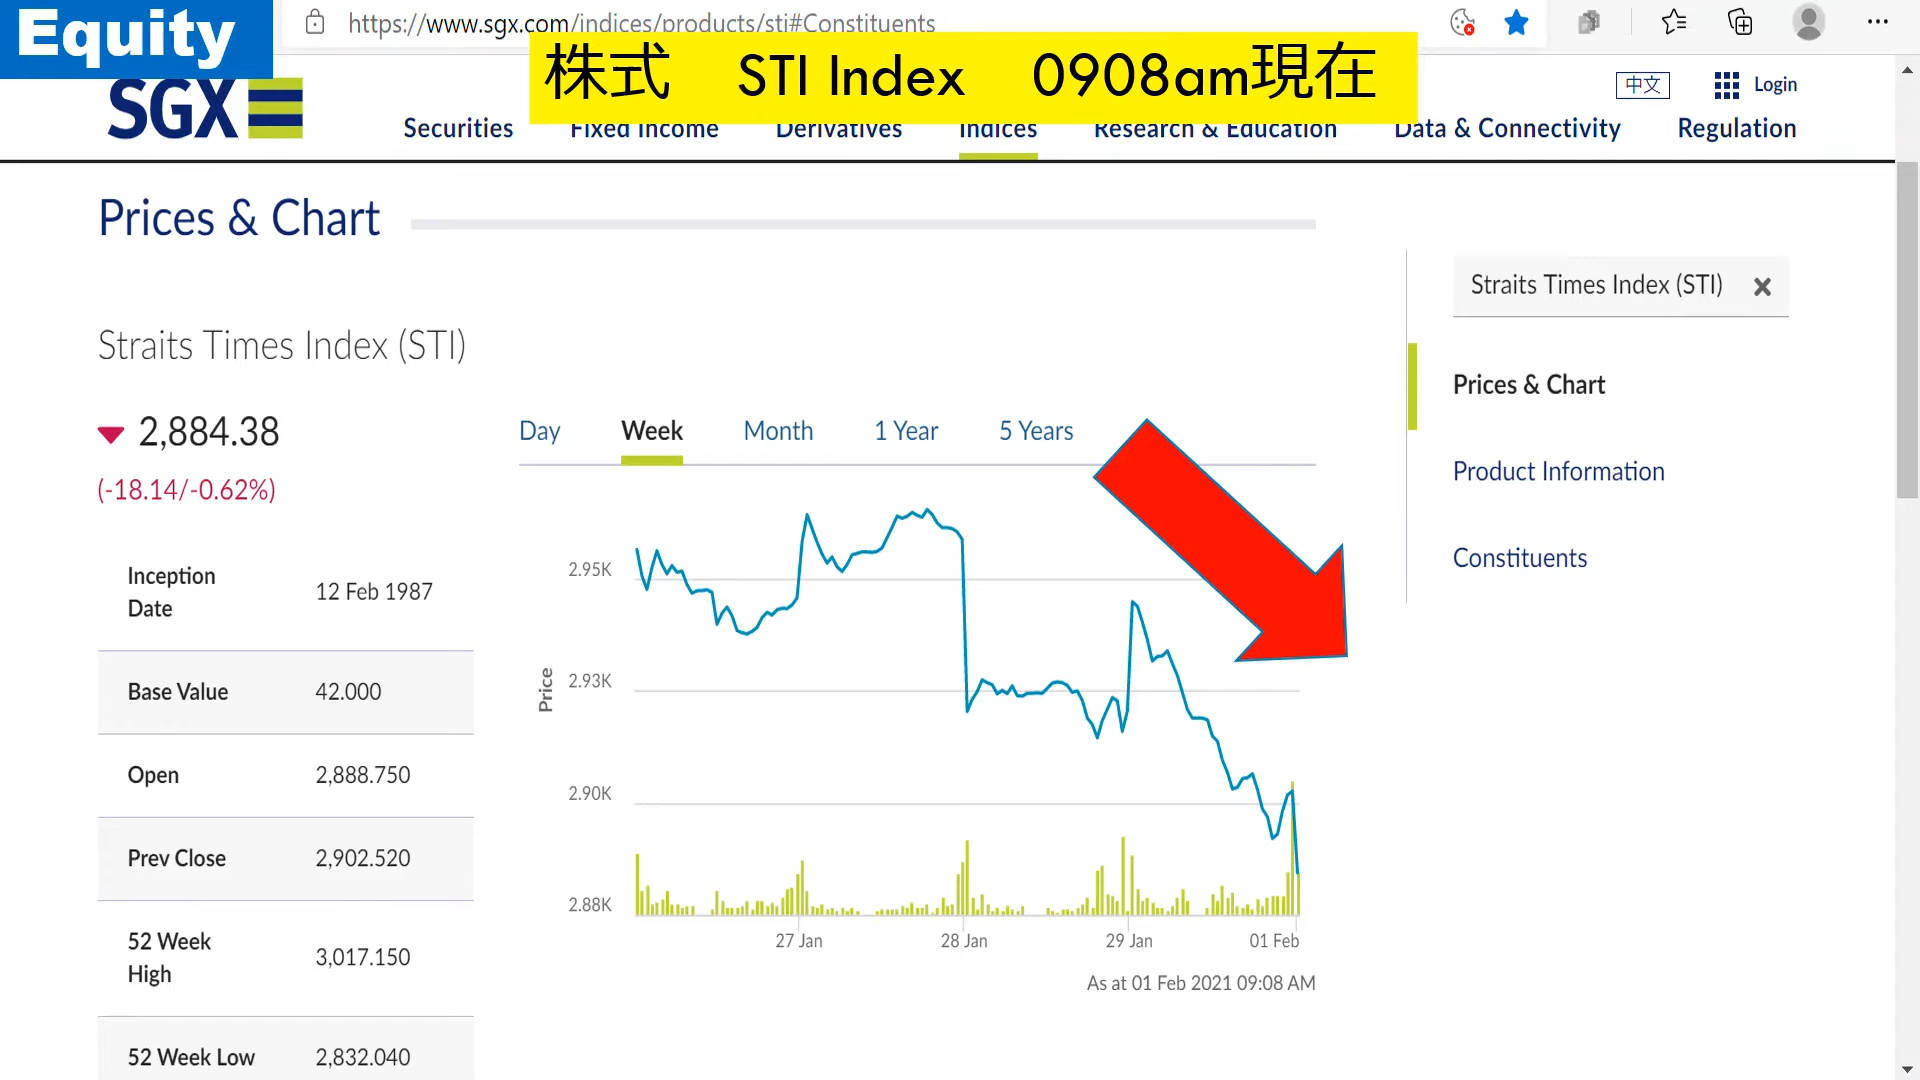 Equity
https://www.sgx.com/indices/products/sti#Constituents
株式 STI Index 0908am現在
中文
Login
SGX
Securities
Fixed Income
Derivatives
Indices
Research & Education
Data & Connectivity
Regulation
Prices & Chart
Straits Times Index (STI)
2,884.38
(-18.14/-0.62%)
Inception Date 12 Feb 1987
Base Value 42.000
Open 2,888.750
Prev Close 2,902.520
52 Week High 3,017.150
52 Week Low 2,832.040
Day Week Month 1 Year 5 Years
Price
2.95K
2.93K
2.90K
2.88K
27 Jan 28 Jan 29 Jan 01 Feb
As at 01 Feb 2021 09:08 AM
Straits Times Index (STI)
Prices & Chart
Product Information
Constituents